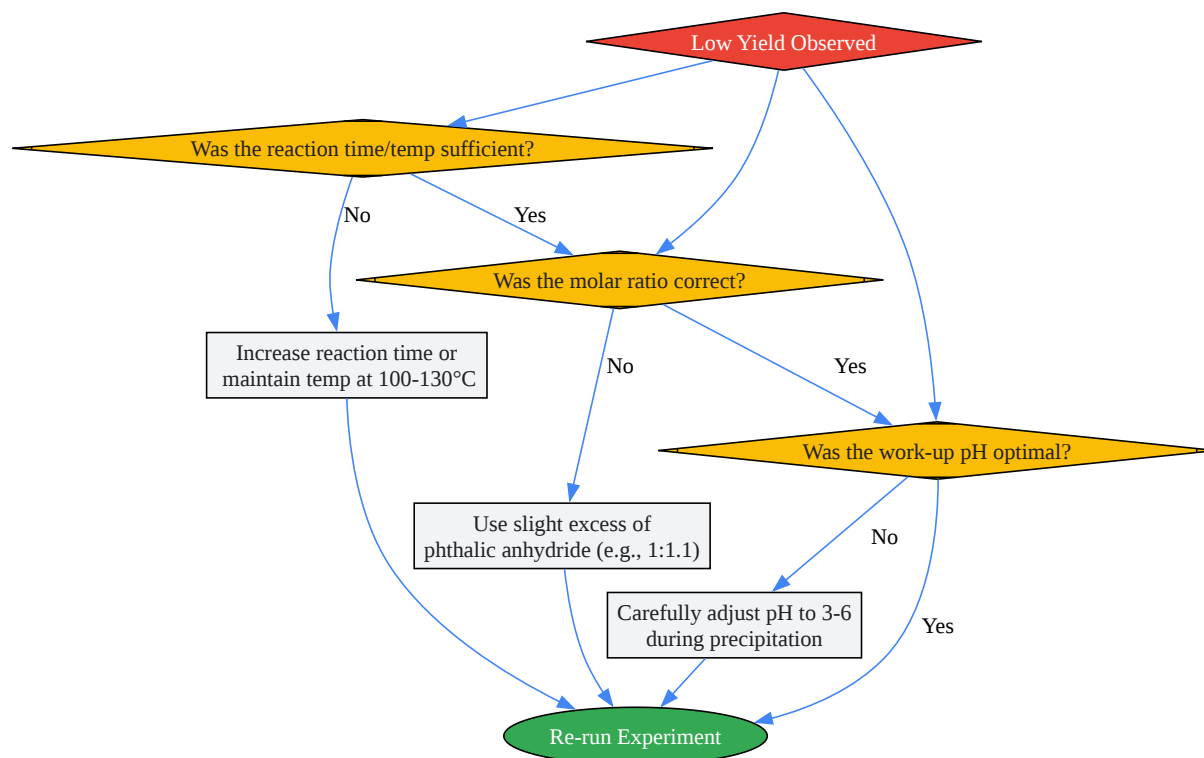 Low Yield Observed
Was the reaction time/temp sufficient?
No
Yes
Was the molar ratio correct?
Increase reaction time or
maintain temp at 100-130°C
No
Yes
Was the work-up pH optimal?
Use slight excess of
phthalic anhydride (e.g., 1:1.1)
No
Carefully adjust pH to 3-6
during precipitation
Yes
Re-run Experiment